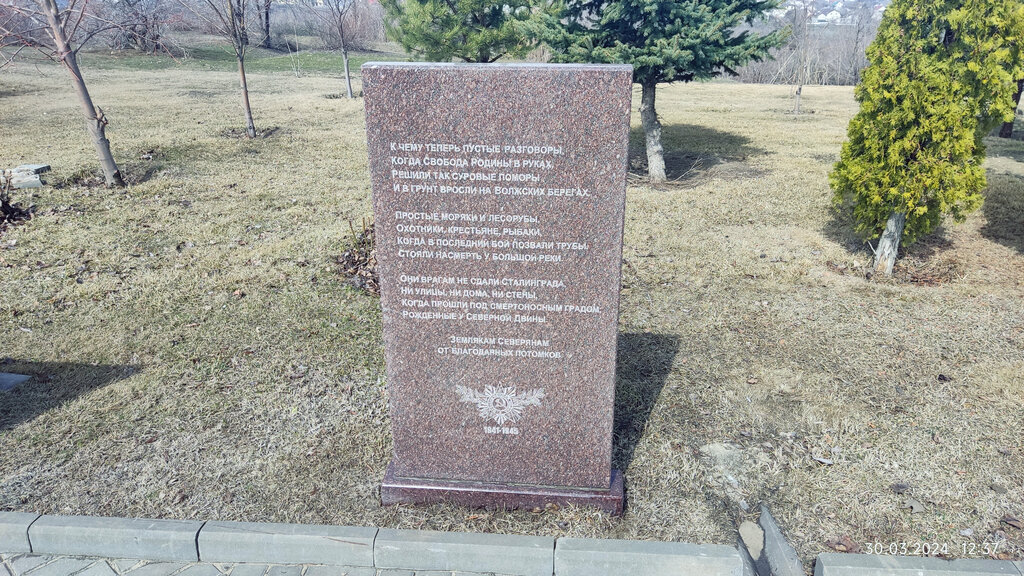 К ЧЕМУ ТЕПЕРЬ ПУСТЫЕ РАЗГОВОРЫ,
КОГДА СВОБОДА РОДИНЫ В РУКАХ,
РЕШИЛИ ТАК СУРОВЫЕ ПОМОРЫ
И В ГРУНТ ВРОСЛИ НА ВОЛЖСКИХ БЕРЕГАХ.
ПРОСТЫЕ МОРЯКИ И ЛЕСОРУБЫ,
ОХОТНИКИ, КРЕСТЬЯНЕ, РЫБАКИ,
КОГДА В ПОСЛЕДНИЙ БОЙ ПОЗВАЛИ ТРУБЫ,
СТОЯЛИ НАСМЕРТЬ У БОЛЬШОЙ РЕКИ.
ОНИ ВРАГАМ НЕ СДАЛИ СТАЛИНГРАДА,
НИ УЛИЦЫ, НИ ДОМА, НИ СТЕНЫ,
КОГДА ПРОШЛИ ПОД СМЕРТОНОСНЫМ ГРАДОМ,
РОЖДЕННЫЕ У СЕВЕРНОЙ ДВИНЫ.
ЗЕМЛЯКАМ СЕВЕРЯНАМ
ОТ БЛАГОДАРНЫХ ПОТОМКОВ
1941-1945
30.03.2024 12:37